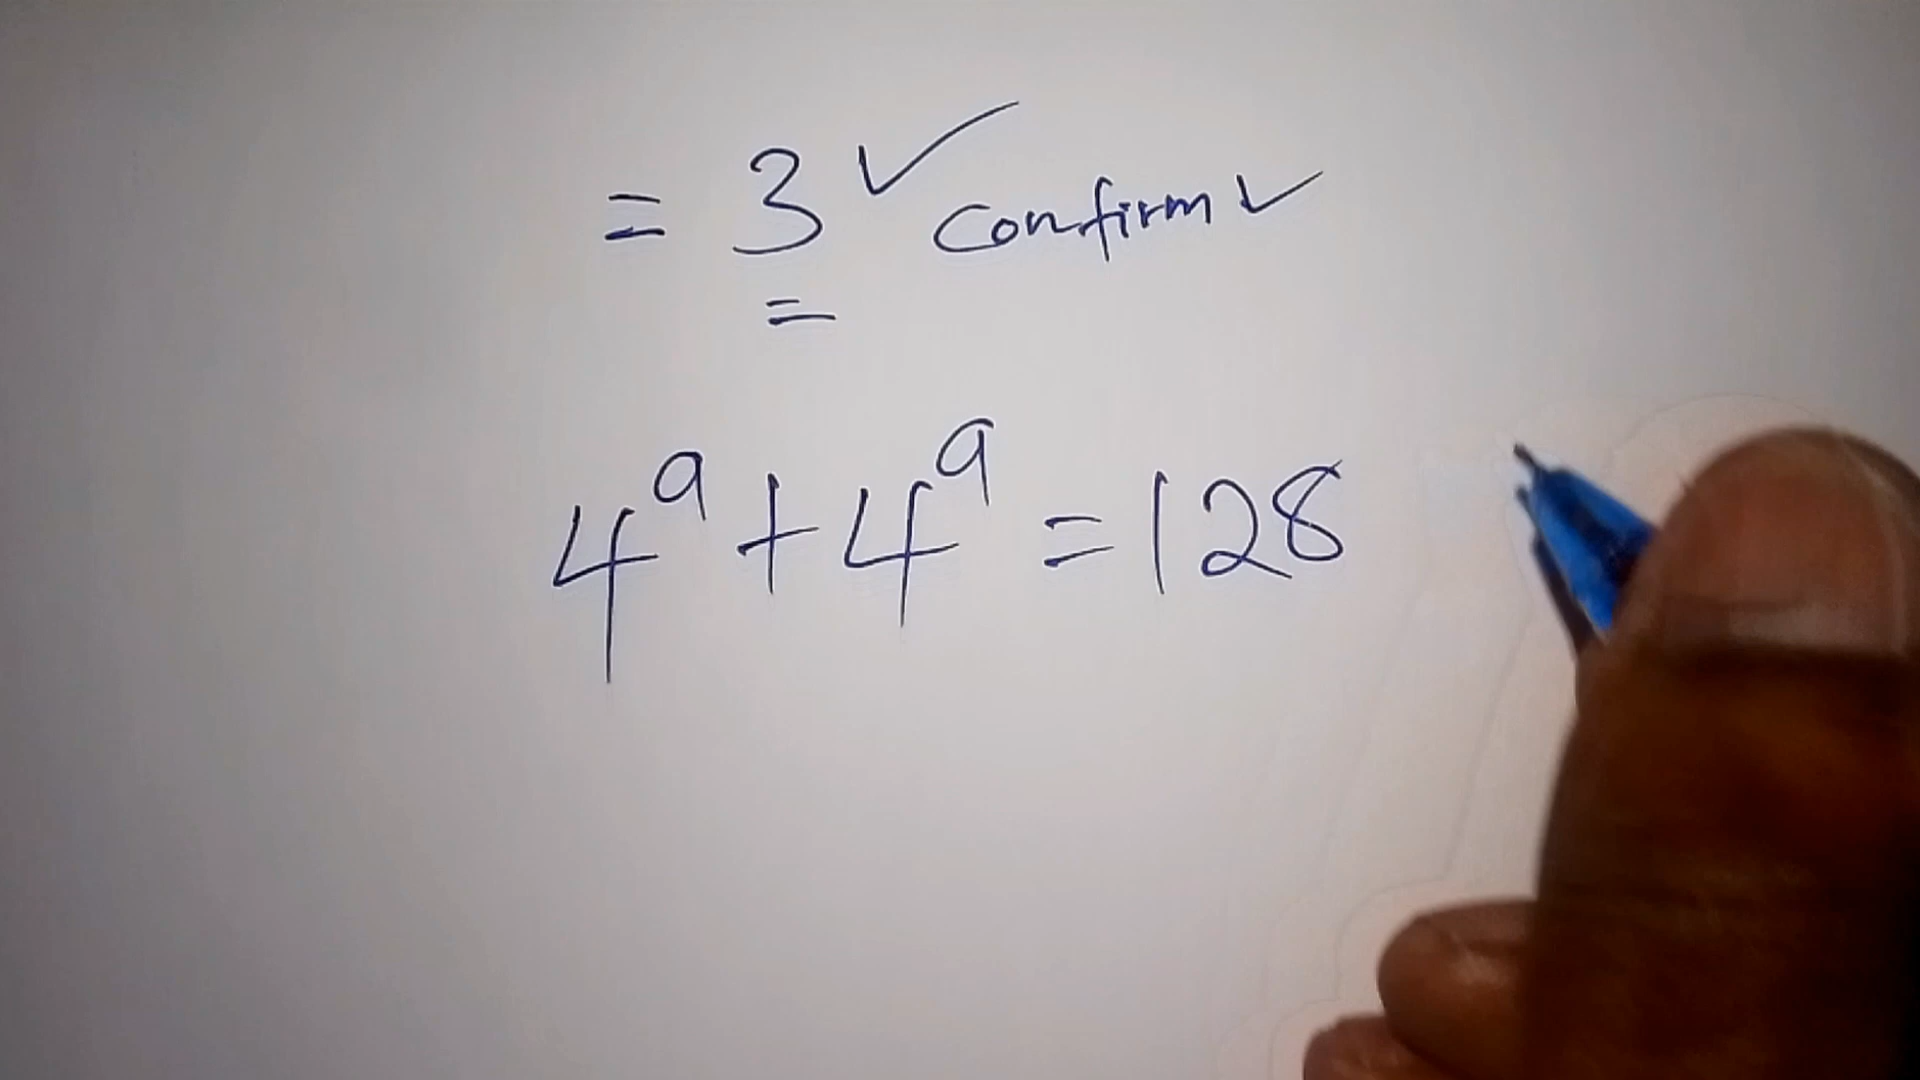 = 3 ✓ confirm ✓
=
4^a + 4^a = 128